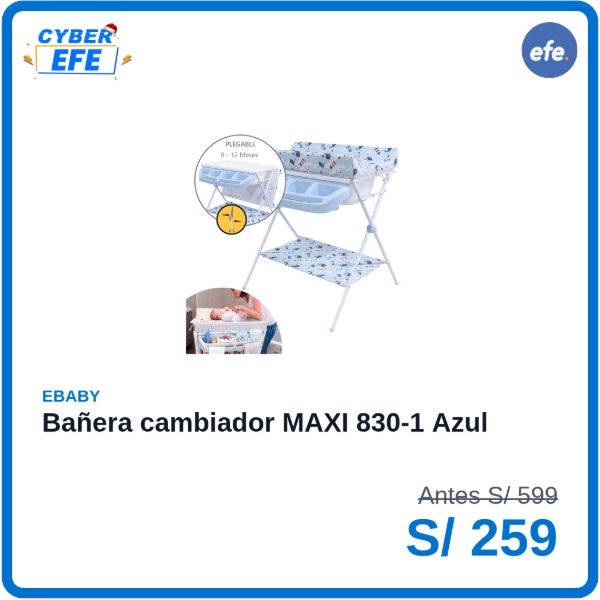 CYBER
EFE
efe.
PLEGABLE
0 - 12 Meses
EBABY
Bañera cambiador MAXI 830-1 Azul
Antes S/ 599
S/ 259